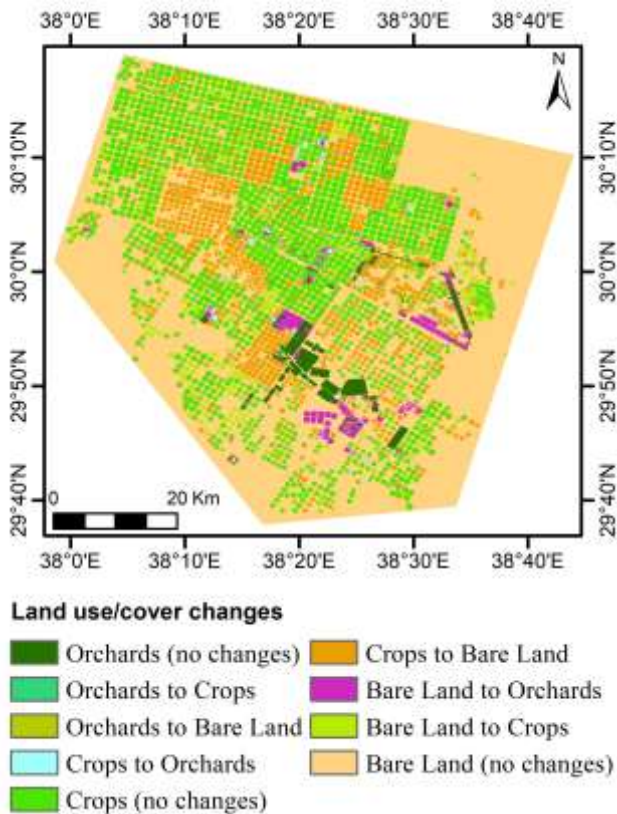 38°0'E 38°10'E 38°20'E 38°30'E 38°40'E
N
30°10'N 30°10'N
30°0'N 30°0'N
29°50'N 29°50'N
29°40'N 29°40'N
0 20 Km
38°0'E 38°10'E 38°20'E 38°30'E 38°40'E
Land use/cover changes
Orchards (no changes) Crops to Bare Land
Orchards to Crops Bare Land to Orchards
Orchards to Bare Land Bare Land to Crops
Crops to Orchards Bare Land (no changes)
Crops (no changes)